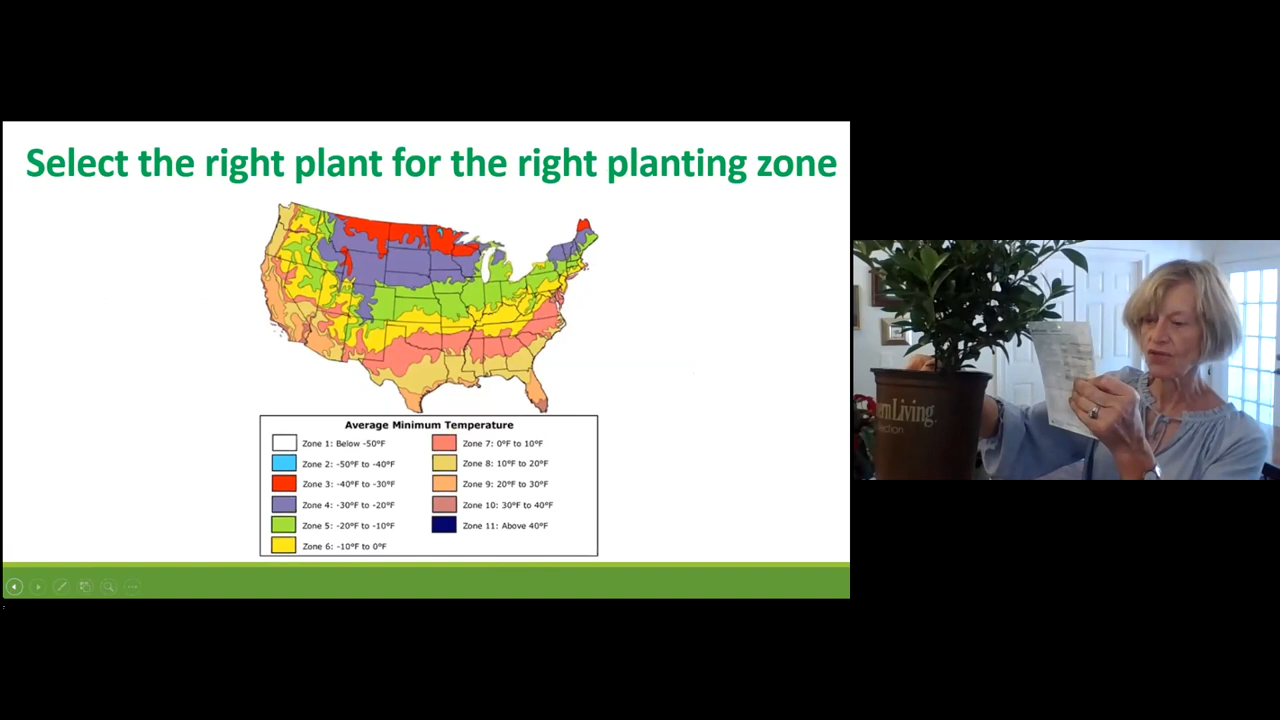 Select the right plant for the right planting zone
Average Minimum Temperature
Zone 1: Below -50°F
Zone 2: -50°F to -40°F
Zone 3: -40°F to -30°F
Zone 4: -30°F to -20°F
Zone 5: -20°F to -10°F
Zone 6: -10°F to 0°F
Zone 7: 0°F to 10°F
Zone 8: 10°F to 20°F
Zone 9: 20°F to 30°F
Zone 10: 30°F to 40°F
Zone 11: Above 40°F
Living